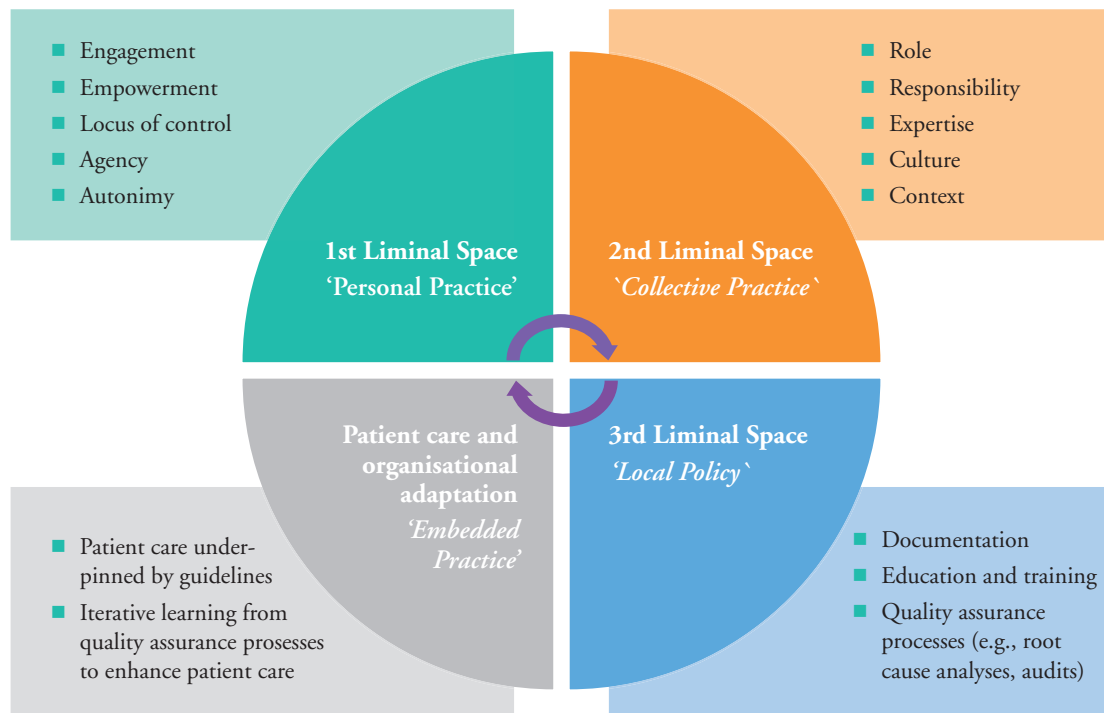 Engagement
Empowerment
Locus of control
Agency
Autonimy
1st Liminal Space
‘Personal Practice’
Role
Responsibility
Expertise
Culture
Context
2nd Liminal Space
`Collective Practice`
Patient care and
organisational
adaptation
‘Embedded
Practice’
Patient care under-
pinned by guidelines
Iterative learning from
quality assurance prosesses
to enhance patient care
3rd Liminal Space
‘Local Policy`
Documentation
Education and training
Quality assurance
processes (e.g., root
cause analyses, audits)